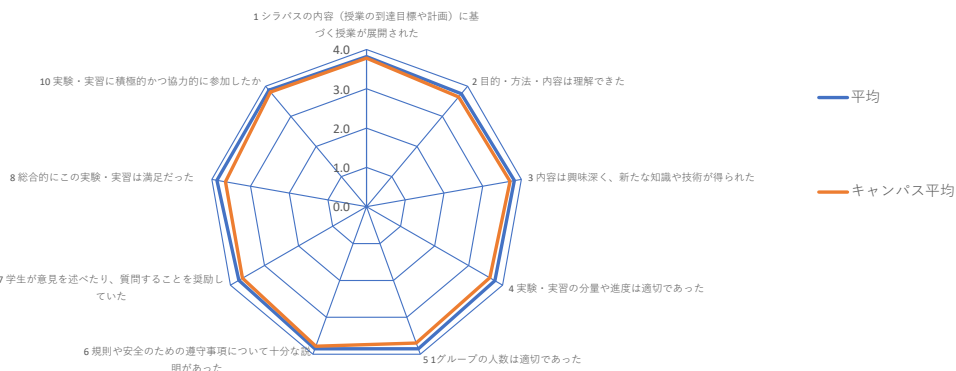 1 シラバスの内容（授業の到達目標や計画）に基
づく授業が展開された
4.0
3.0
2.0
1.0
0.0
2 目的・方法・内容は理解できた
3 内容は興味深く、新たな知識や技術が得られた
4 実験・実習の分量や進度は適切であった
5 1グループの人数は適切であった
6 規則や安全のための遵守事項について十分な説
明があった
7 学生が意見を述べたり、質問することを奨励し
ていた
8 総合的にこの実験・実習は満足だった
10 実験・実習に積極的かつ協力的に参加したか
平均
キャンパス平均